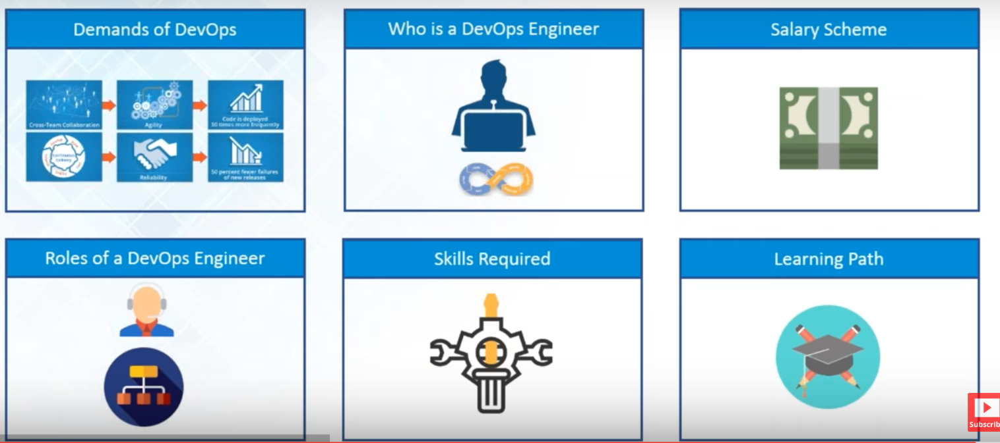 Demands of DevOps
Cross-Team Collaboration
Agility
Code is deployed
30 times more frequently
Continuous
Delivery
Reliability
50 percent fewer failures
of new releases
Who is a DevOps Engineer
Salary Scheme
Roles of a DevOps Engineer
Skills Required
Learning Path
Subscrib